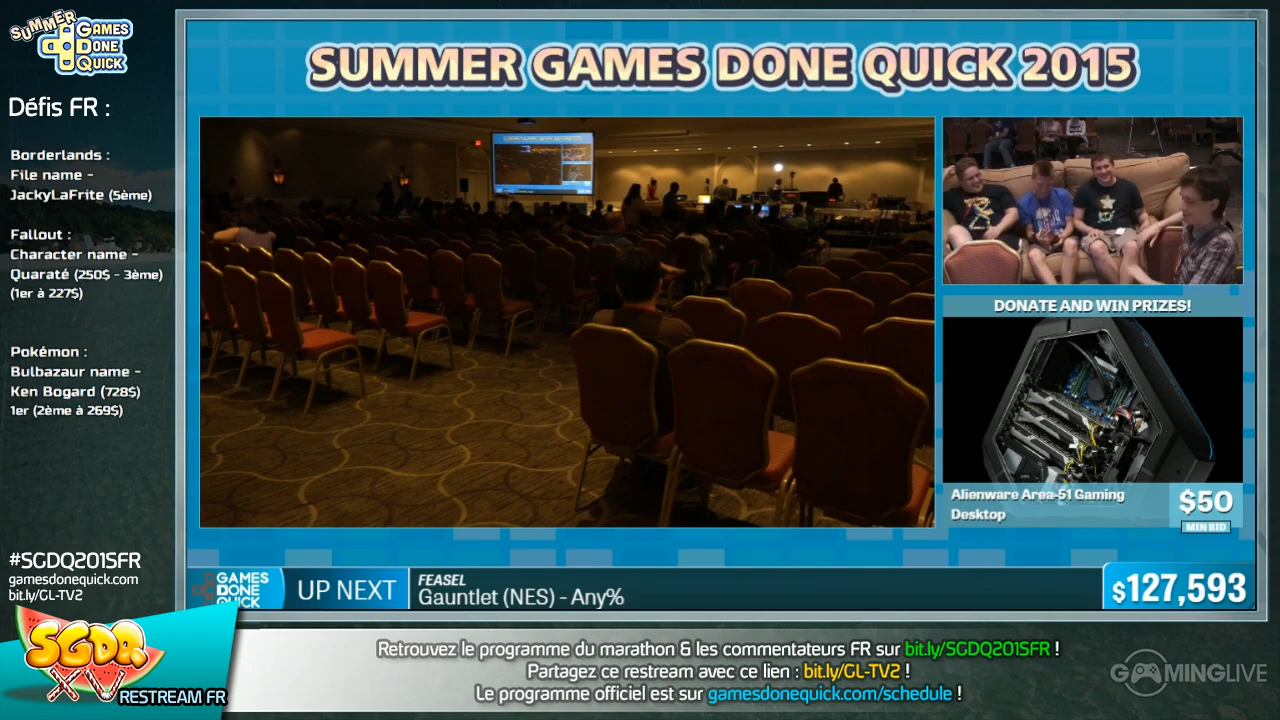 SUMMER
GAMES
DONE
QUICK
Défis FR :
Borderlands :
File name -
JackyLaFrite (5ème)
Fallout :
Character name -
Quaraté (250$ - 3ème)
(1er à 227$)
Pokémon :
Bulbazaur name -
Ken Bogard (728$)
1er (2ème à 269$)
#SGDQ2015FR
gamesdonequick.com
bit.ly/GL-TV2
SGDQ
XV
RESTREAM FR
SUMMER GAMES DONE QUICK 2015
DONATE AND WIN PRIZES!
Alienware Area-51 Gaming
Desktop
$50
MIN BID
GAMES
DONE
QUICK
UP NEXT
FEASEL
Gauntlet (NES) - Any%
$127,593
Retrouvez le programme du marathon & les commentateurs FR sur bit.ly/SGDQ2015FR !
Partagez ce restream avec ce lien : bit.ly/GL-TV2 !
Le programme officiel est sur gamesdonequick.com/schedule !
GAMINGLIVE